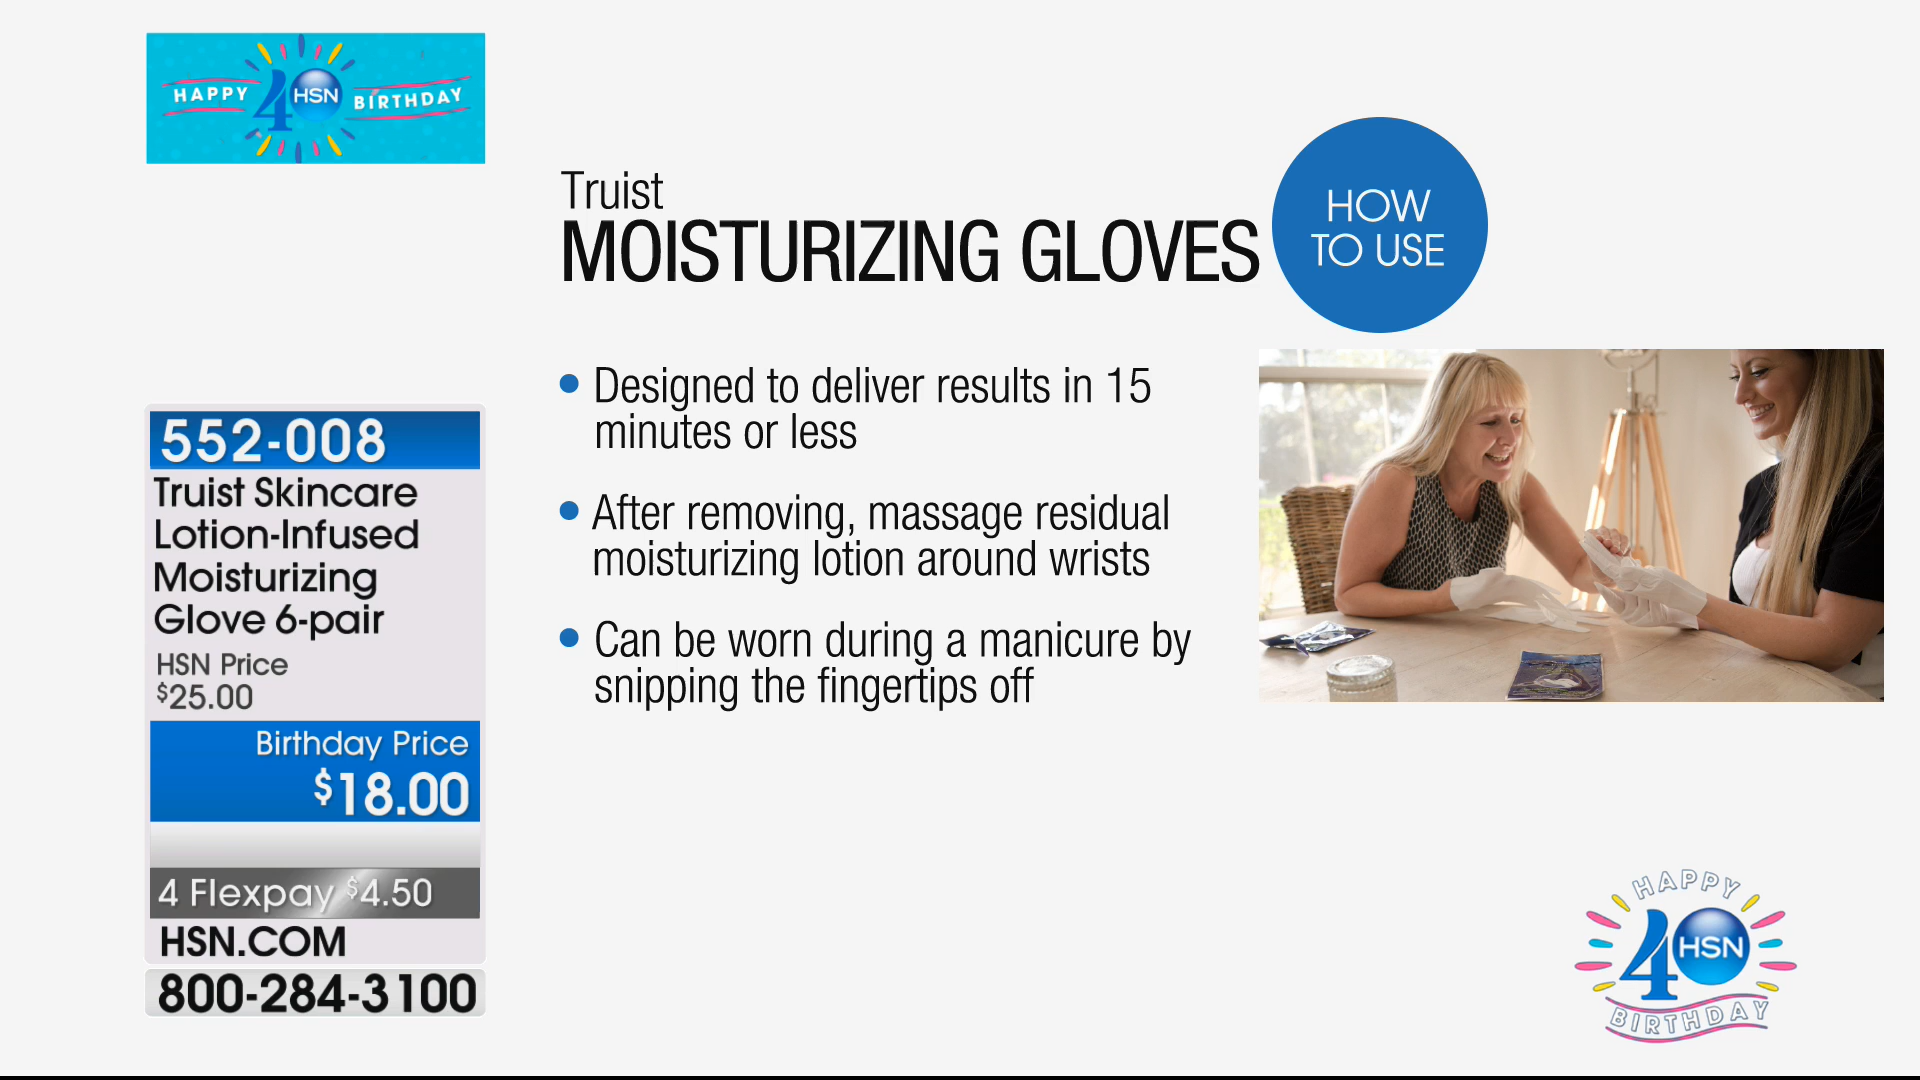 HAPPY 40 HSN BIRTHDAY
Truist
MOISTURIZING GLOVES
HOW
TO USE
Designed to deliver results in 15
minutes or less
After removing, massage residual
moisturizing lotion around wrists
Can be worn during a manicure by
snipping the fingertips off
552-008
Truist Skincare
Lotion-Infused
Moisturizing
Glove 6-pair
HSN Price
$25.00
Birthday Price
$18.00
4 Flexpay $4.50
HSN.COM
800-284-3100
HAPPY
40 HSN
BIRTHDAY